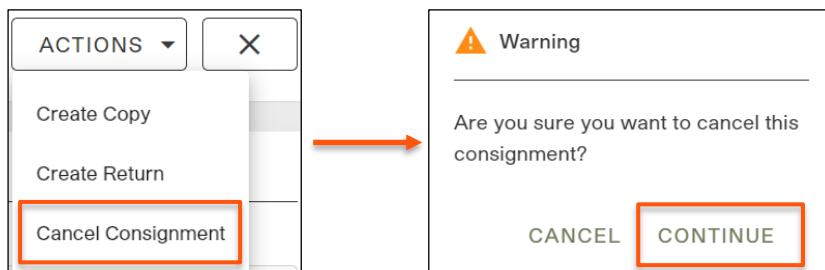 ACTIONS
Create Copy
Create Return
Cancel Consignment
Warning
Are you sure you want to cancel this
consignment?
CANCEL CONTINUE